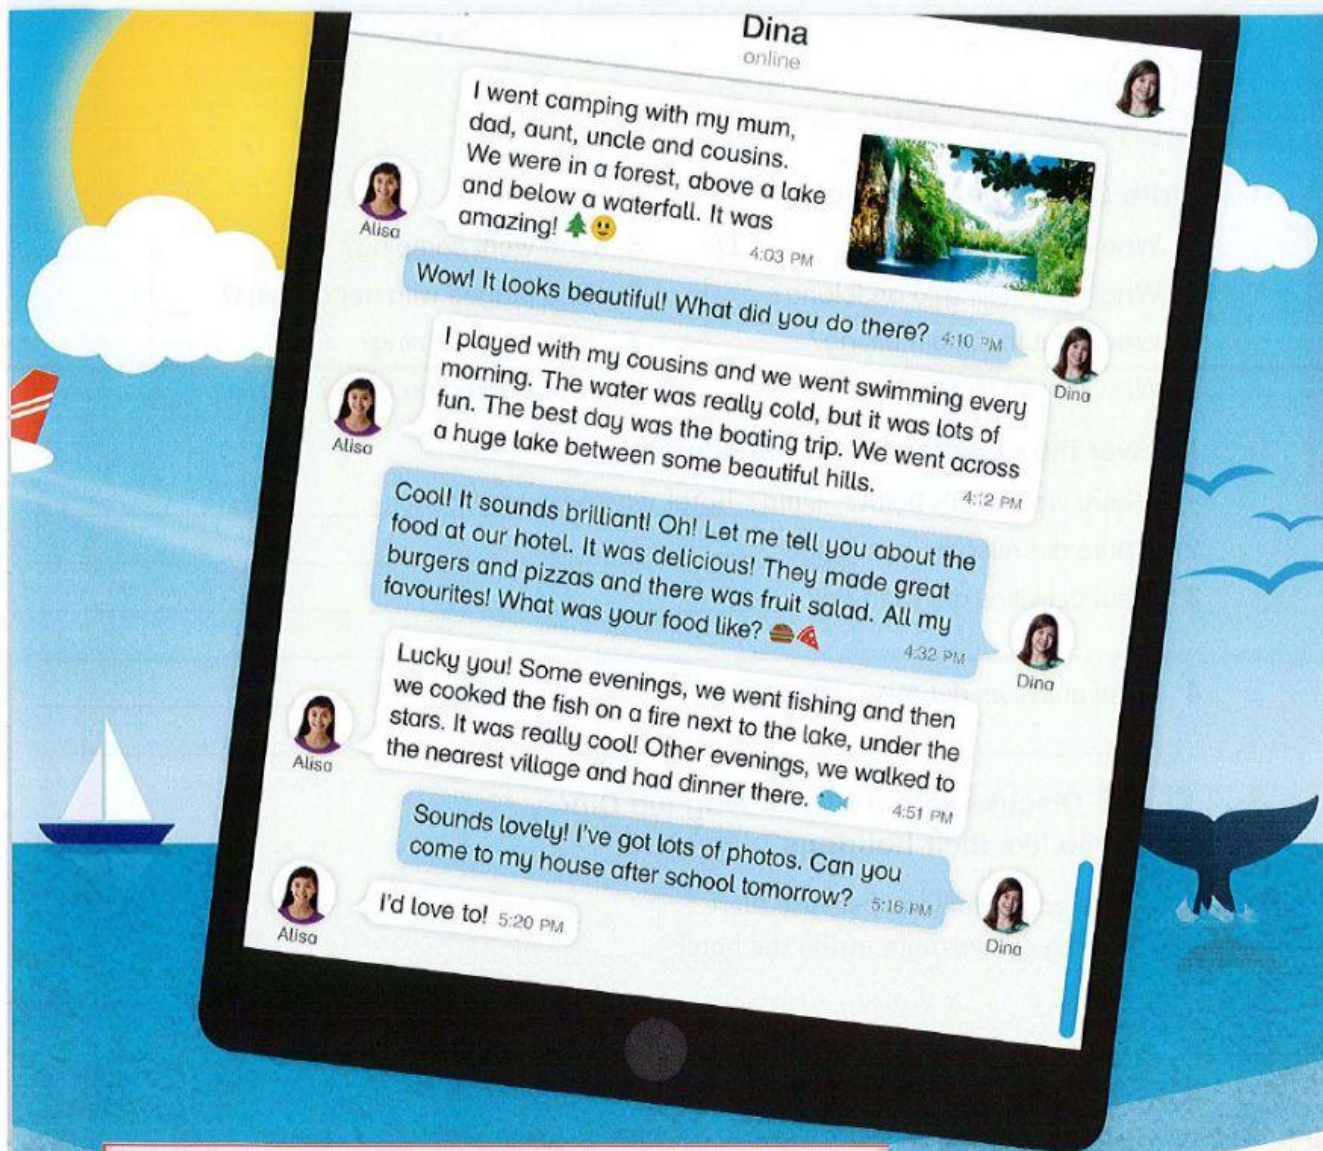 Dina
online
I went camping with my mum,
dad, aunt, uncle and cousins.
We were in a forest, above a lake
and below a waterfall. It was
amazing!
4:03 PM
Alisa
Wow! It looks beautiful! What did you do there? 4:10 PM
Dina
I played with my cousins and we went swimming every
morning. The water was really cold, but it was lots of
fun. The best day was the boating trip. We went across
a huge lake between some beautiful hills.
4:12 PM
Alisa
Cool! It sounds brilliant! Oh! Let me tell you about the
food at our hotel. It was delicious! They made great
burgers and pizzas and there was fruit salad. All my
favourites! What was your food like?
4:32 PM
Dina
Lucky you! Some evenings, we went fishing and then
we cooked the fish on a fire next to the lake, under the
stars. It was really cool! Other evenings, we walked to
the nearest village and had dinner there.
4:51 PM
Alisa
Sounds lovely! I've got lots of photos. Can you
come to my house after school tomorrow? 5:16 PM
Dina
I'd love to! 5:20 PM
Alisa